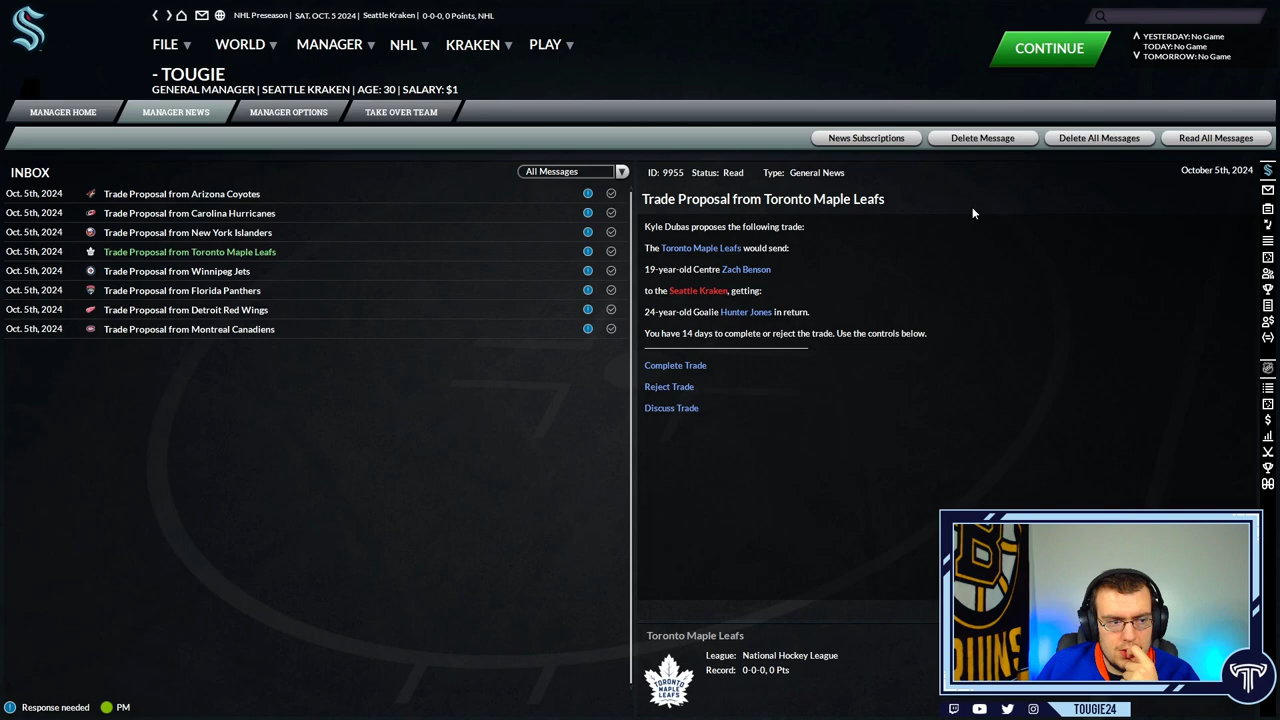 NHL Preseason | SAT. OCT. 5 2024 | Seattle Kraken | 0-0-0, 0 Points, NHL
FILE WORLD MANAGER NHL KRAKEN PLAY
CONTINUE
YESTERDAY: No Game
TODAY: No Game
TOMORROW: No Game
- TOUGIE
GENERAL MANAGER | SEATTLE KRAKEN | AGE: 30 | SALARY: $1
MANAGER HOME MANAGER NEWS MANAGER OPTIONS TAKE OVER TEAM
News Subscriptions Delete Message Delete All Messages Read All Messages
INBOX All Messages
Oct. 5th, 2024 Trade Proposal from Arizona Coyotes
Oct. 5th, 2024 Trade Proposal from Carolina Hurricanes
Oct. 5th, 2024 Trade Proposal from New York Islanders
Oct. 5th, 2024 Trade Proposal from Toronto Maple Leafs
Oct. 5th, 2024 Trade Proposal from Winnipeg Jets
Oct. 5th, 2024 Trade Proposal from Florida Panthers
Oct. 5th, 2024 Trade Proposal from Detroit Red Wings
Oct. 5th, 2024 Trade Proposal from Montreal Canadiens
ID: 9955 Status: Read Type: General News October 5th, 2024
Trade Proposal from Toronto Maple Leafs
Kyle Dubas proposes the following trade:
The Toronto Maple Leafs would send:
19-year-old Centre Zach Benson
to the Seattle Kraken, getting:
24-year-old Goalie Hunter Jones in return.
You have 14 days to complete or reject the trade. Use the controls below.
Complete Trade
Reject Trade
Discuss Trade
Toronto Maple Leafs
League: National Hockey League
Record: 0-0-0, 0 Pts
TORONTO
MAPLE
LEAFS
Response needed PM
B
UINS
TOUGIE24